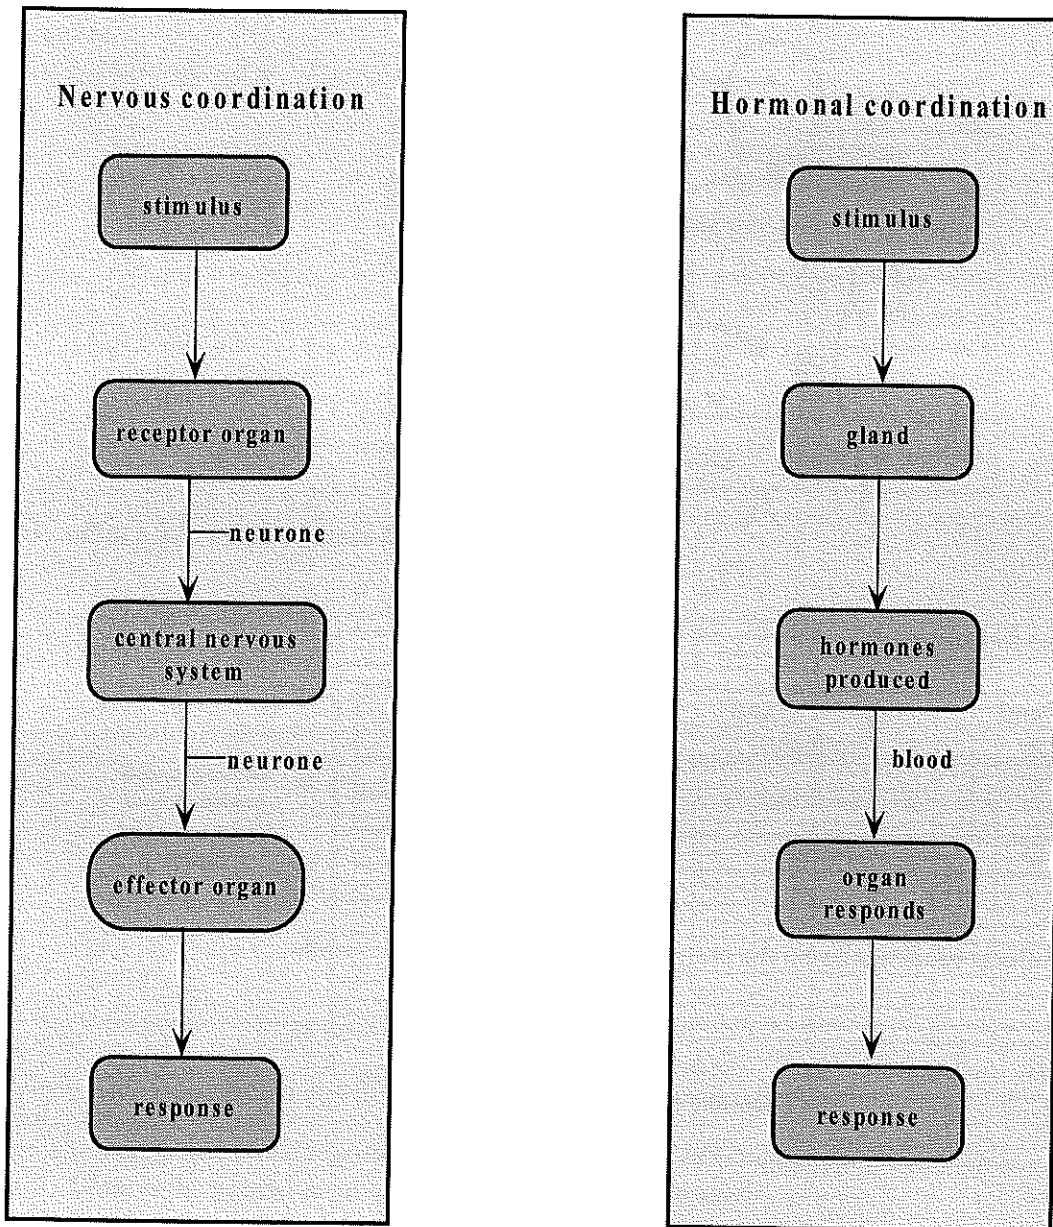 Nervous coordination
stimulus
receptor organ
neurone
central nervous
system
neurone
effector organ
response
Hormonal coordination
stimulus
gland
hormones
produced
blood
organ
responds
response